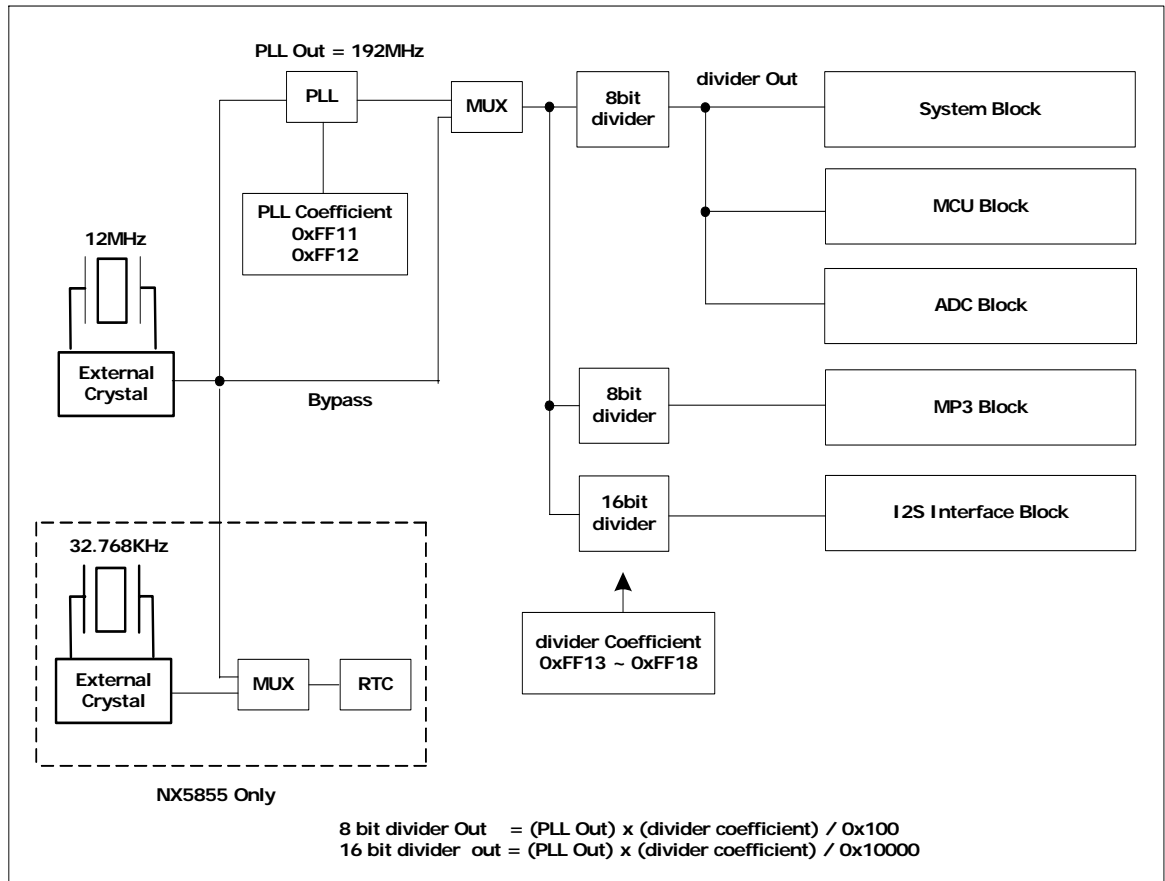 PLL Out = 192MHz
PLL
MUX
8bit
divider
divider Out
System Block
PLL Coefficient
0xFF11
0xFF12
MCU Block
12MHz
ADC Block
External
Crystal
Bypass
8bit
divider
MP3 Block
16bit
divider
I2S Interface Block
32.768KHz
divider Coefficient
0xFF13 ~ 0xFF18
External
Crystal
MUX
RTC
NX5855 Only
8 bit divider Out = (PLL Out) x (divider coefficient) / 0x100
16 bit divider out = (PLL Out) x (divider coefficient) / 0x10000